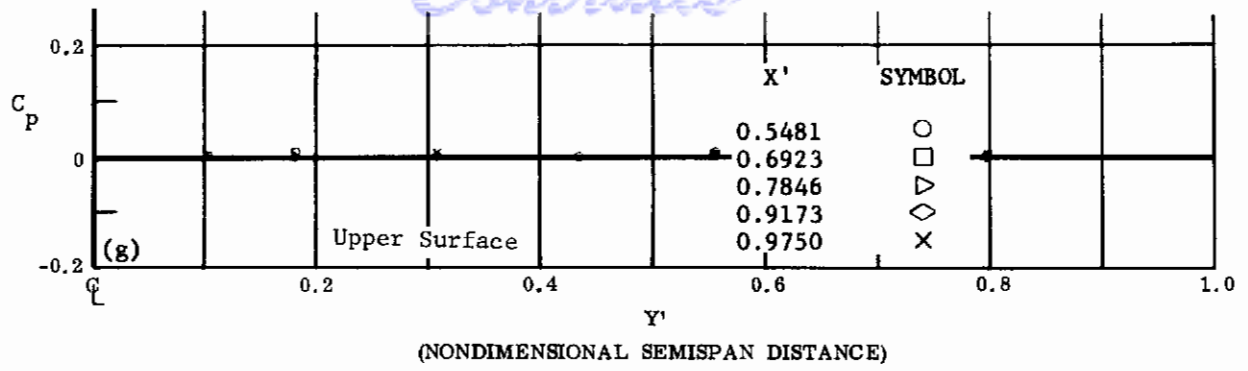 0.2
C
p
X' SYMBOL
0.5481 ○
0 0.6923 □
0.7846 ▷
0.9173 ◇
(g) Upper Surface 0.9750 ×
-0.2
℄ 0.2 0.4 0.6 0.8 1.0
Y'
(NONDIMENSIONAL SEMISPAN DISTANCE)